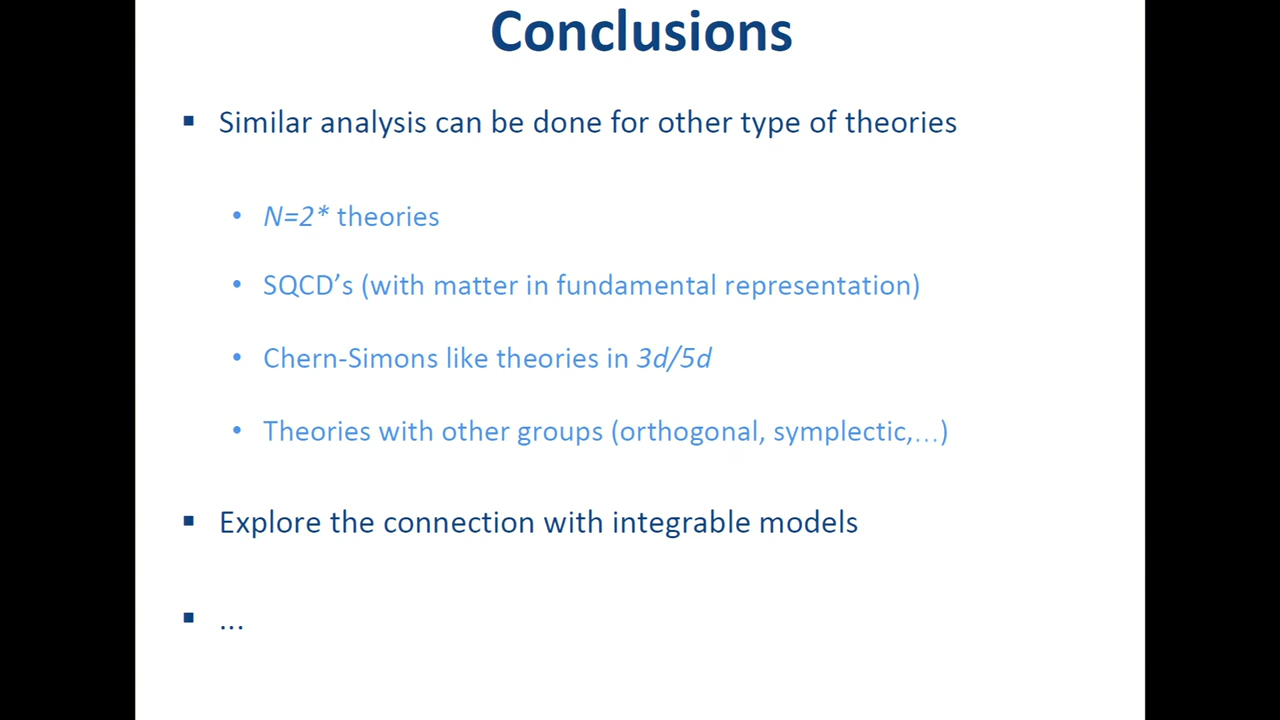 Conclusions
▪ Similar analysis can be done for other type of theories
• N=2* theories
• SQCD’s (with matter in fundamental representation)
• Chern-Simons like theories in 3d/5d
• Theories with other groups (orthogonal, symplectic,...)
▪ Explore the connection with integrable models
▪ ...